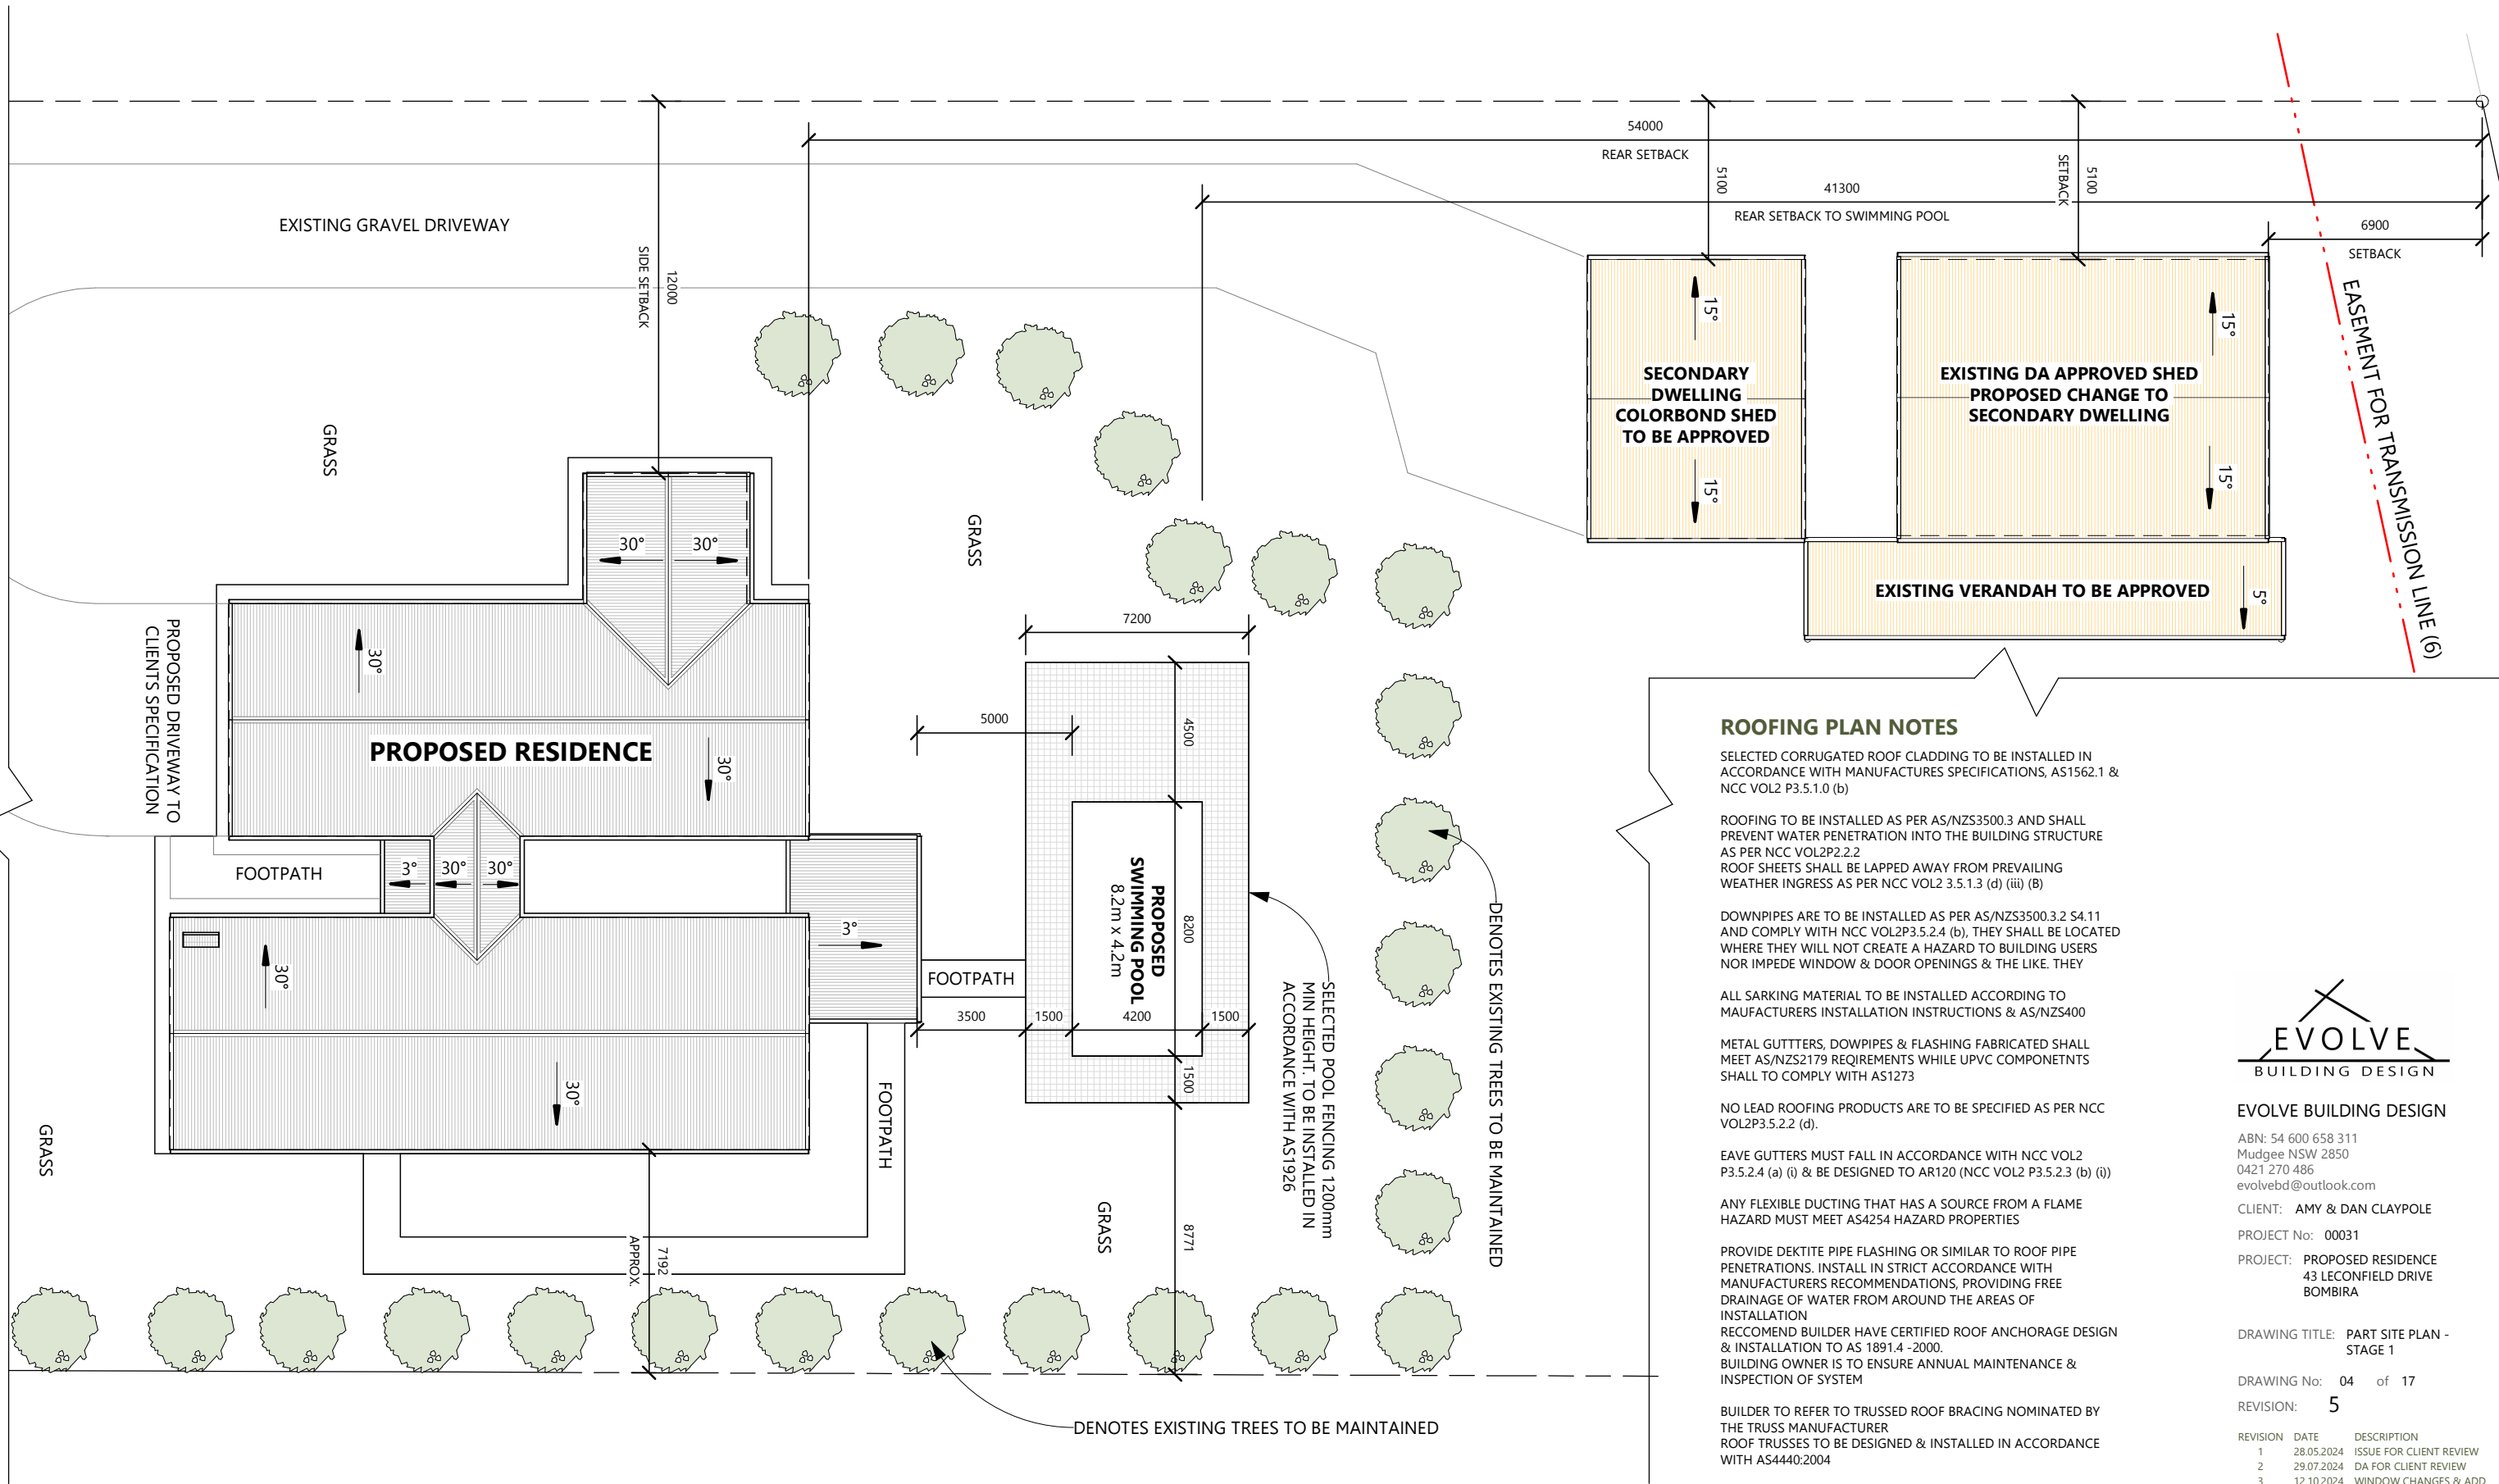 54000
REAR SETBACK
5100
SETBACK
5100
41300
REAR SETBACK TO SWIMMING POOL
6900
SETBACK
EXISTING GRAVEL DRIVEWAY
12000
SIDE SETBACK
EASEMENT FOR TRANSMISSION LINE (6)
15°
15°
SECONDARY
DWELLING
COLORBOND SHED
TO BE APPROVED
15°
15°
EXISTING DA APPROVED SHED
PROPOSED CHANGE TO
SECONDARY DWELLING
EXISTING VERANDAH TO BE APPROVED
5°
GRASS
GRASS
30°
30°
PROPOSED DRIVEWAY TO
CLIENTS SPECIFICATION
30°
PROPOSED RESIDENCE
30°
7200
5000
4500
PROPOSED
SWIMMING POOL
8.2m x 4.2m
8200
FOOTPATH
3°
30°
30°
3°
30°
FOOTPATH
3500
1500
4200
1500
1500
30°
FOOTPATH
SELECTED POOL FENCING 1200mm
MIN HEIGHT. TO BE INSTALLED IN
ACCORDANCE WITH AS1926
DENOTES EXISTING TREES TO BE MAINTAINED
GRASS
GRASS
8771
7192
APPROX.
DENOTES EXISTING TREES TO BE MAINTAINED
ROOFING PLAN NOTES
SELECTED CORRUGATED ROOF CLADDING TO BE INSTALLED IN
ACCORDANCE WITH MANUFACTURES SPECIFICATIONS, AS1562.1 &
NCC VOL2 P3.5.1.0 (b)
ROOFING TO BE INSTALLED AS PER AS/NZS3500.3 AND SHALL
PREVENT WATER PENETRATION INTO THE BUILDING STRUCTURE
AS PER NCC VOL2P2.2.2
ROOF SHEETS SHALL BE LAPPED AWAY FROM PREVAILING
WEATHER INGRESS AS PER NCC VOL2 3.5.1.3 (d) (iii) (B)
DOWNPIPES ARE TO BE INSTALLED AS PER AS/NZS3500.3.2 S4.11
AND COMPLY WITH NCC VOL2P3.5.2.4 (b), THEY SHALL BE LOCATED
WHERE THEY WILL NOT CREATE A HAZARD TO BUILDING USERS
NOR IMPEDE WINDOW & DOOR OPENINGS & THE LIKE. THEY
ALL SARKING MATERIAL TO BE INSTALLED ACCORDING TO
MAUFACTURERS INSTALLATION INSTRUCTIONS & AS/NZS400
METAL GUTTTERS, DOWPIPES & FLASHING FABRICATED SHALL
MEET AS/NZS2179 REQIREMENTS WHILE UPVC COMPONETNTS
SHALL TO COMPLY WITH AS1273
NO LEAD ROOFING PRODUCTS ARE TO BE SPECIFIED AS PER NCC
VOL2P3.5.2.2 (d).
EAVE GUTTERS MUST FALL IN ACCORDANCE WITH NCC VOL2
P3.5.2.4 (a) (i) & BE DESIGNED TO AR120 (NCC VOL2 P3.5.2.3 (b) (i))
ANY FLEXIBLE DUCTING THAT HAS A SOURCE FROM A FLAME
HAZARD MUST MEET AS4254 HAZARD PROPERTIES
PROVIDE DEKTITE PIPE FLASHING OR SIMILAR TO ROOF PIPE
PENETRATIONS. INSTALL IN STRICT ACCORDANCE WITH
MANUFACTURERS RECOMMENDATIONS, PROVIDING FREE
DRAINAGE OF WATER FROM AROUND THE AREAS OF
INSTALLATION
RECCOMEND BUILDER HAVE CERTIFIED ROOF ANCHORAGE DESIGN
& INSTALLATION TO AS 1891.4 -2000.
BUILDING OWNER IS TO ENSURE ANNUAL MAINTENANCE &
INSPECTION OF SYSTEM
BUILDER TO REFER TO TRUSSED ROOF BRACING NOMINATED BY
THE TRUSS MANUFACTURER
ROOF TRUSSES TO BE DESIGNED & INSTALLED IN ACCORDANCE
WITH AS4440:2004
EVOLVE
BUILDING DESIGN
EVOLVE BUILDING DESIGN
ABN: 54 600 658 311
Mudgee NSW 2850
0421 270 486
evolvebd@outlook.com
CLIENT: AMY & DAN CLAYPOLE
PROJECT No: 00031
PROJECT: PROPOSED RESIDENCE
43 LECONFIELD DRIVE
BOMBIRA
DRAWING TITLE: PART SITE PLAN -
STAGE 1
DRAWING No: 04 of 17
REVISION: 5
REVISION DATE DESCRIPTION
1 28.05.2024 ISSUE FOR CLIENT REVIEW
2 29.07.2024 DA FOR CLIENT REVIEW
3 12.10.2024 WINDOW CHANGES & ADD